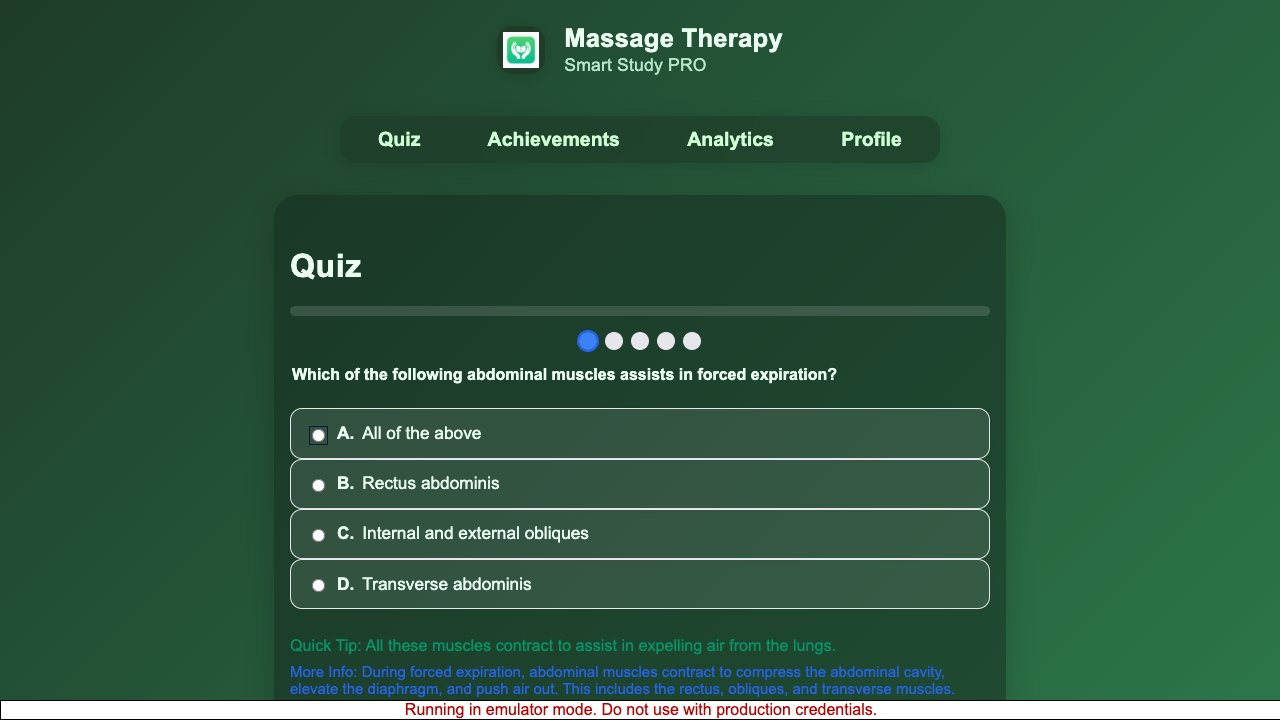 Massage Therapy
Smart Study PRO
Quiz Achievements Analytics Profile
Quiz
Which of the following abdominal muscles assists in forced expiration?
A. All of the above
B. Rectus abdominis
C. Internal and external obliques
D. Transverse abdominis
Quick Tip: All these muscles contract to assist in expelling air from the lungs.
More Info: During forced expiration, abdominal muscles contract to compress the abdominal cavity,
elevate the diaphragm, and push air out. This includes the rectus, obliques, and transverse muscles.
Running in emulator mode. Do not use with production credentials.